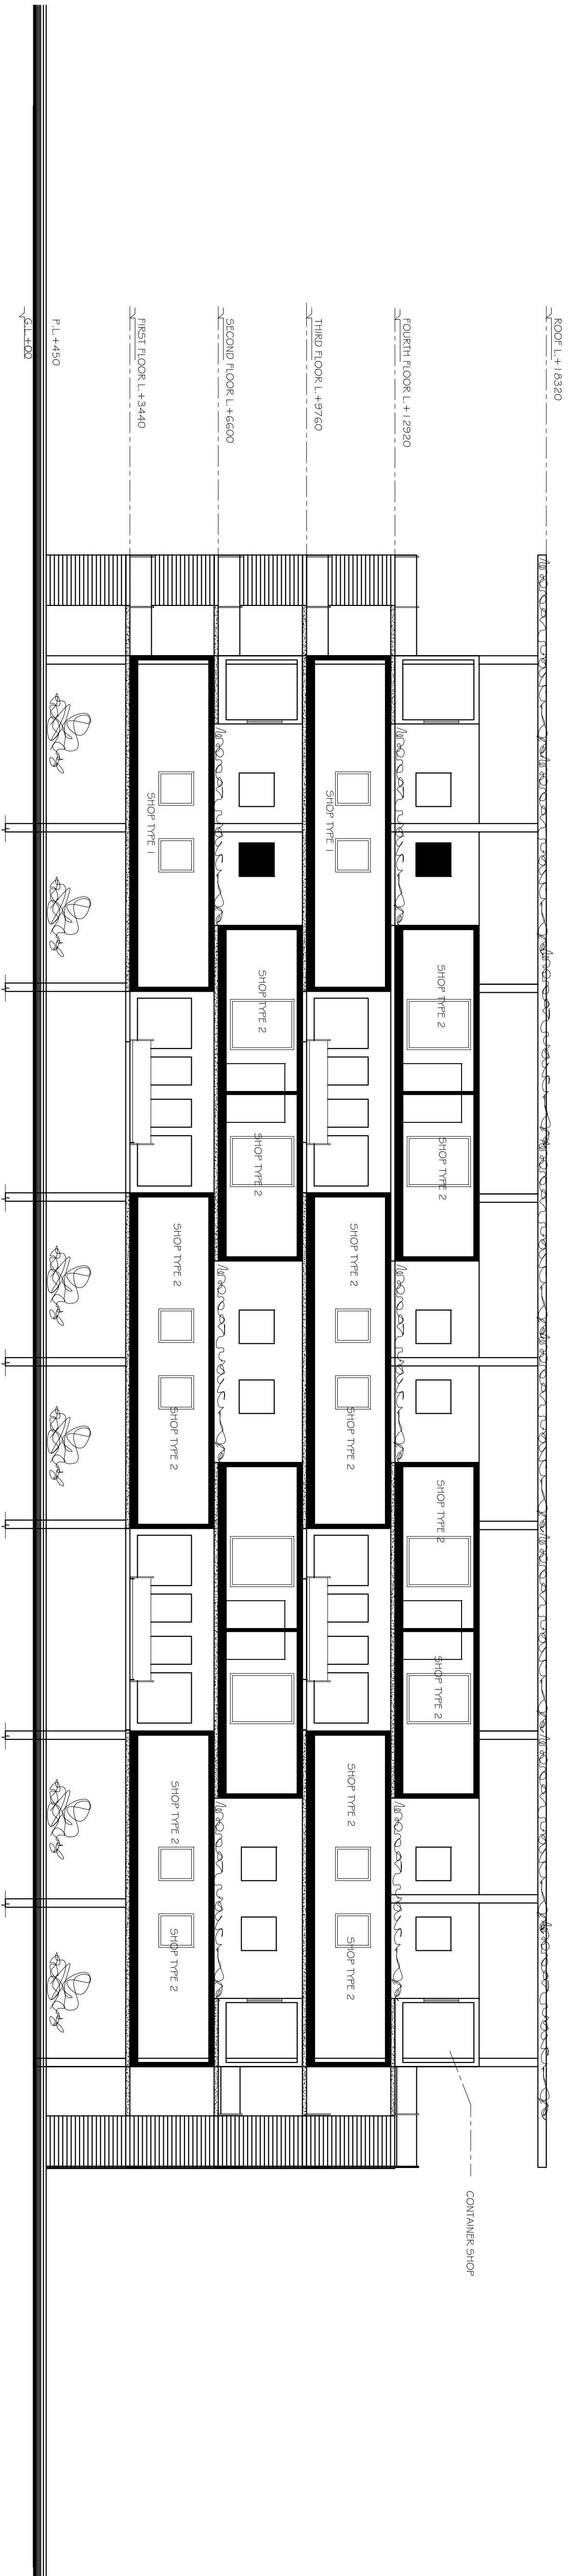 ROOF L.+18320
CONTAINER SHOP
SHOP TYPE 2
SHOP TYPE 2
SHOP TYPE 2
SHOP TYPE 2
FOURTH FLOOR L.+12920
SHOP TYPE 1
SHOP TYPE 2
SHOP TYPE 2
SHOP TYPE 2
SHOP TYPE 2
THIRD FLOOR L.+9760
SHOP TYPE 2
SHOP TYPE 2
SECOND FLOOR L.+6600
SHOP TYPE 1
SHOP TYPE 2
SHOP TYPE 2
SHOP TYPE 2
SHOP TYPE 2
FIRST FLOOR L.+3440
P.L.+450
G.L.+00